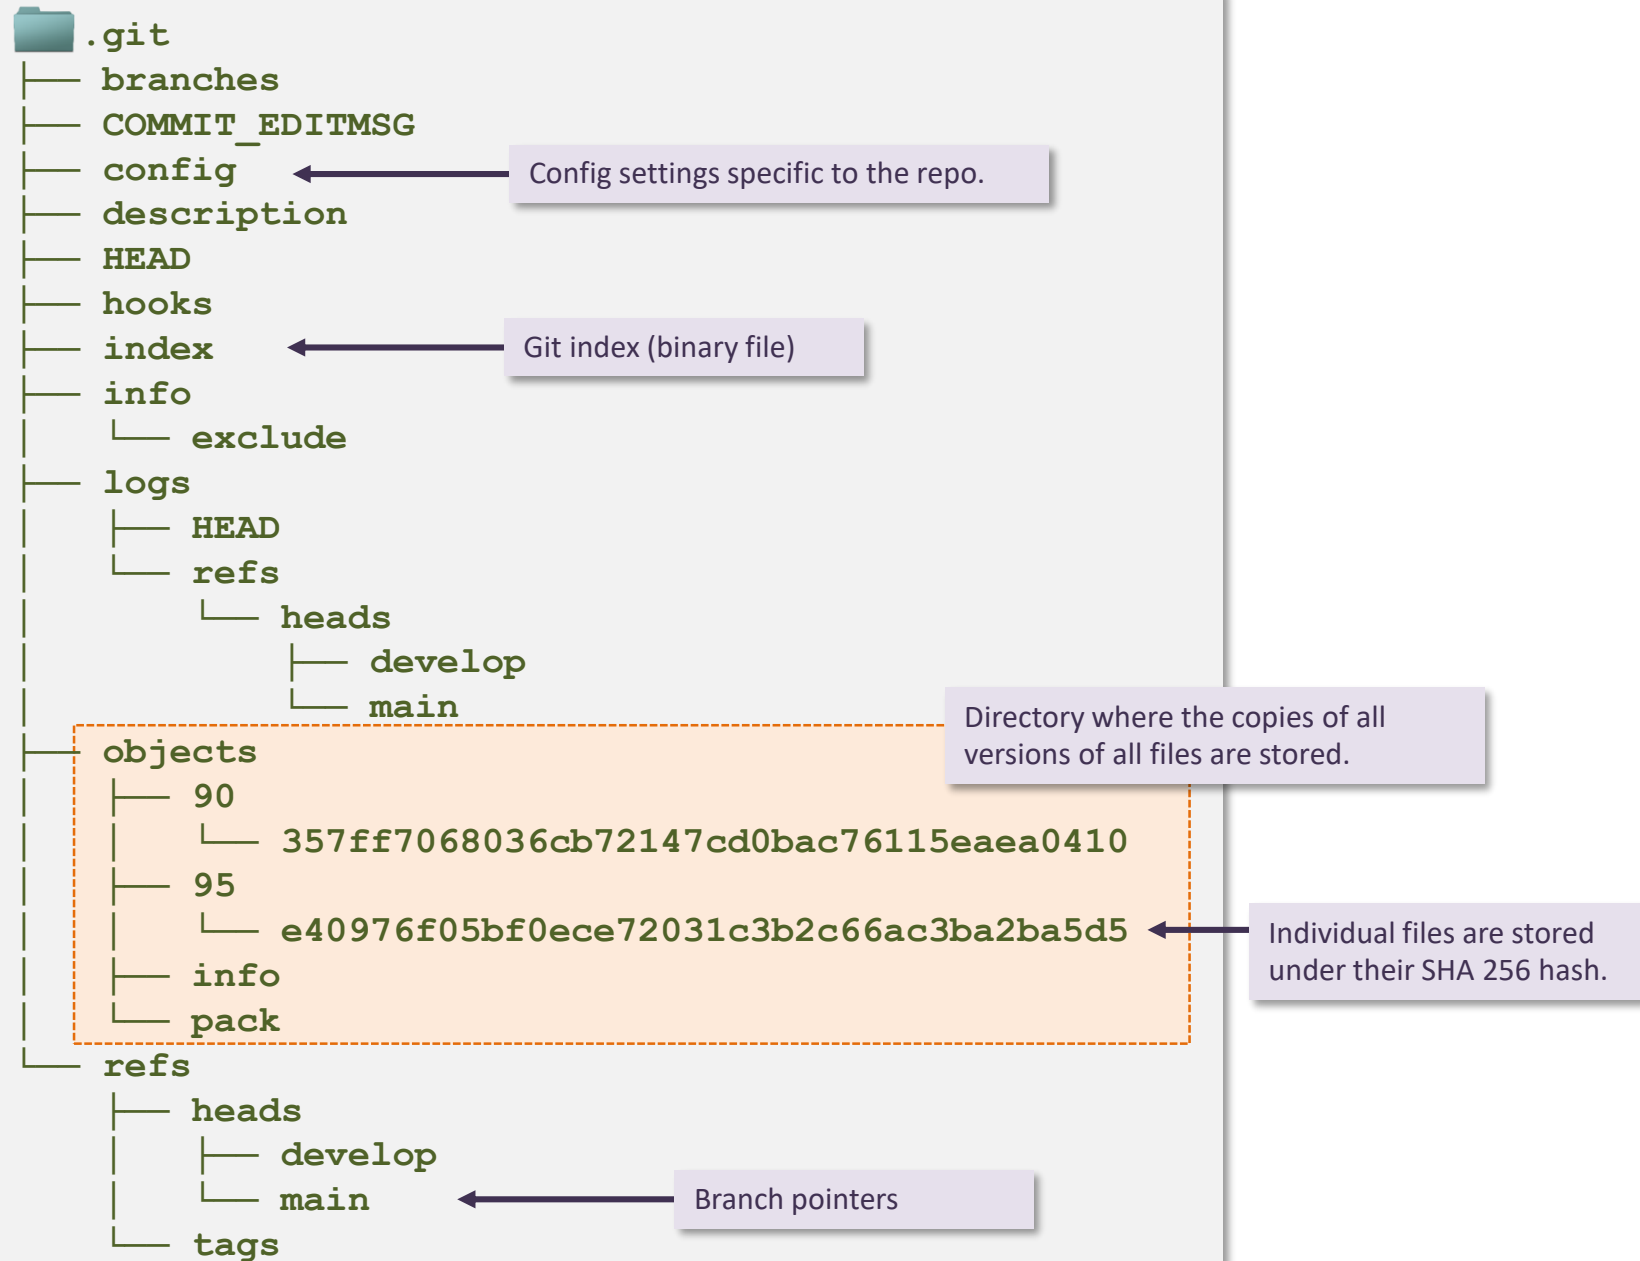 .git
branches
COMMIT_EDITMSG
config
Config settings specific to the repo.
description
HEAD
hooks
index
Git index (binary file)
info
exclude
logs
HEAD
refs
heads
develop
main
Directory where the copies of all
versions of all files are stored.
objects
90
357ff7068036cb72147cd0bac76115eaea0410
95
e40976f05bf0ece72031c3b2c66ac3ba2ba5d5
Individual files are stored
under their SHA 256 hash.
info
pack
refs
heads
develop
main
Branch pointers
tags